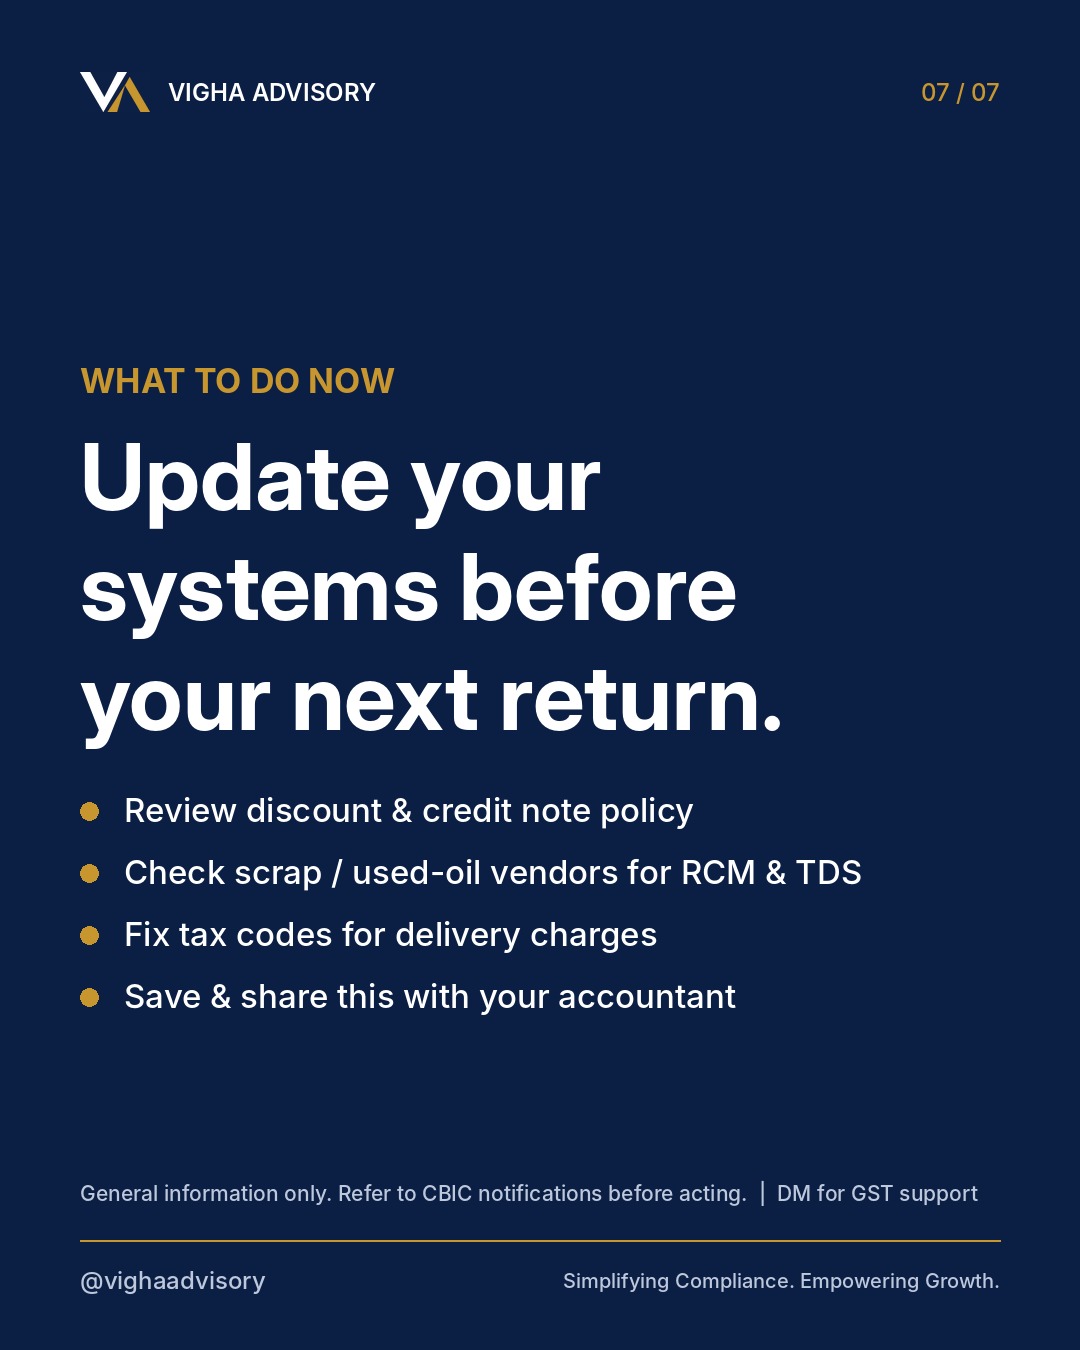 VIGHA ADVISORY
07 / 07
WHAT TO DO NOW
Update your
systems before
your next return.
Review discount & credit note policy
Check scrap / used-oil vendors for RCM & TDS
Fix tax codes for delivery charges
Save & share this with your accountant
General information only. Refer to CBIC notifications before acting. | DM for GST support
@vighaadvisory
Simplifying Compliance. Empowering Growth.